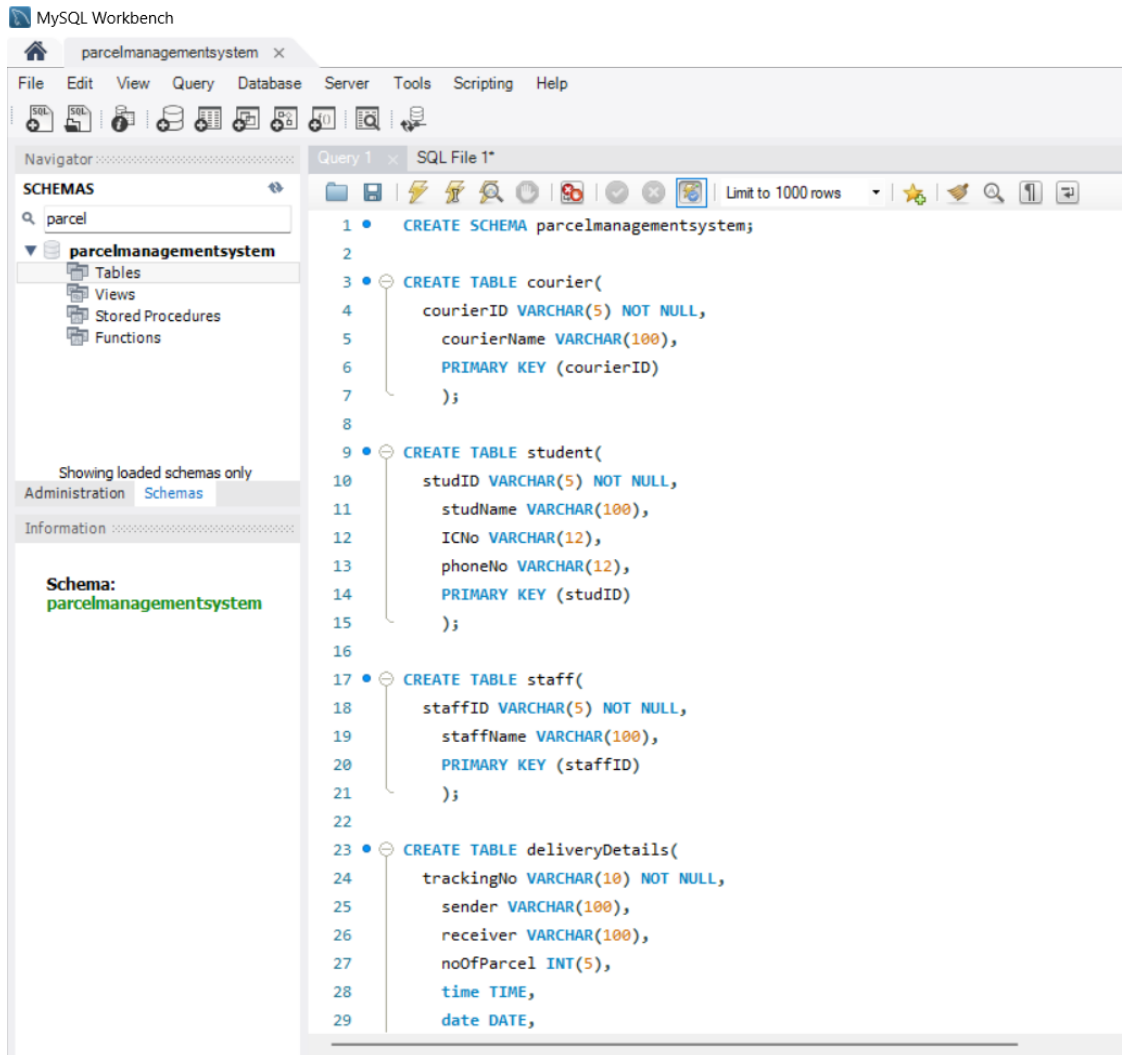 MySQL Workbench
parcelmanagementsystem ×
File Edit View Query Database Server Tools Scripting Help
Navigator
SCHEMAS
parcel
parcelmanagementsystem
Tables
Views
Stored Procedures
Functions
Showing loaded schemas only
Administration Schemas
Information
Schema:
parcelmanagementsystem
Query 1 × SQL File 1*
Limit to 1000 rows
1 CREATE SCHEMA parcelmanagementsystem;
2
3 CREATE TABLE courier(
4 courierID VARCHAR(5) NOT NULL,
5 courierName VARCHAR(100),
6 PRIMARY KEY (courierID)
7 );
8
9 CREATE TABLE student(
10 studID VARCHAR(5) NOT NULL,
11 studName VARCHAR(100),
12 ICNo VARCHAR(12),
13 phoneNo VARCHAR(12),
14 PRIMARY KEY (studID)
15 );
16
17 CREATE TABLE staff(
18 staffID VARCHAR(5) NOT NULL,
19 staffName VARCHAR(100),
20 PRIMARY KEY (staffID)
21 );
22
23 CREATE TABLE deliveryDetails(
24 trackingNo VARCHAR(10) NOT NULL,
25 sender VARCHAR(100),
26 receiver VARCHAR(100),
27 noOfParcel INT(5),
28 time TIME,
29 date DATE,